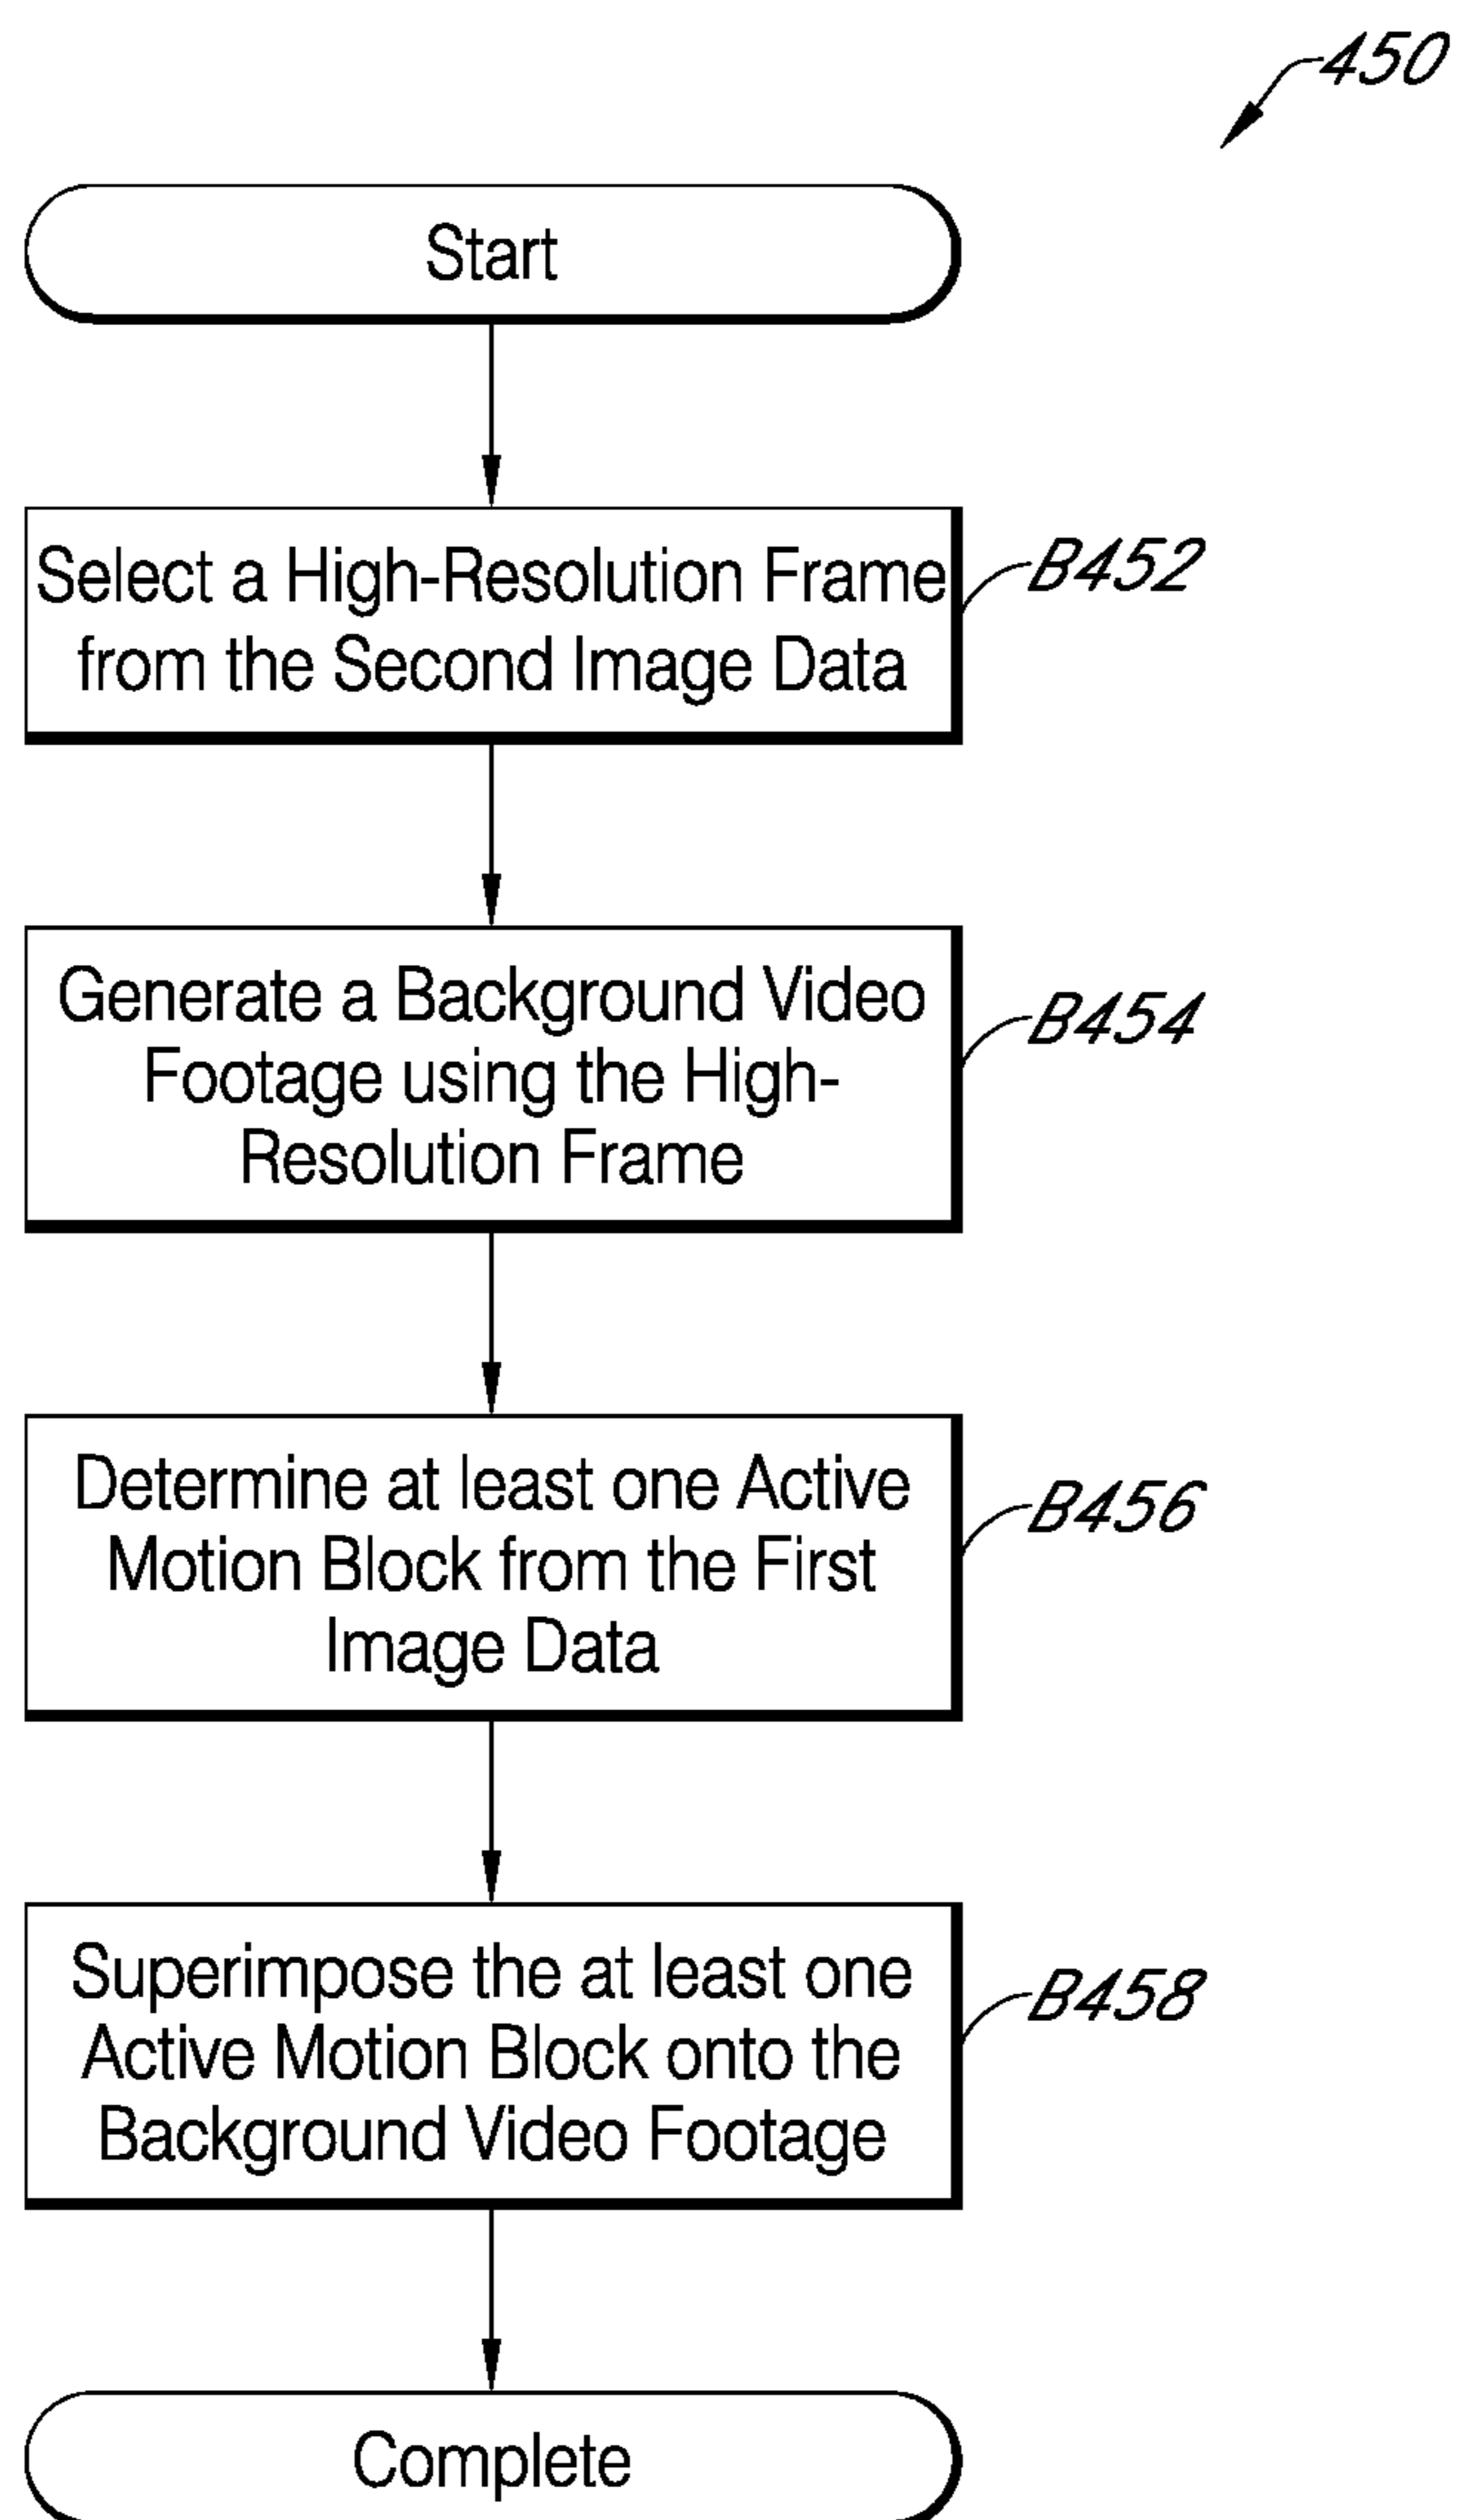 450
Start
Select a High-Resolution Frame
from the Second Image Data
B452
Generate a Background Video
Footage using the High-
Resolution Frame
B454
Determine at least one Active
Motion Block from the First
Image Data
B456
Superimpose the at least one
Active Motion Block onto the
Background Video Footage
B458
Complete